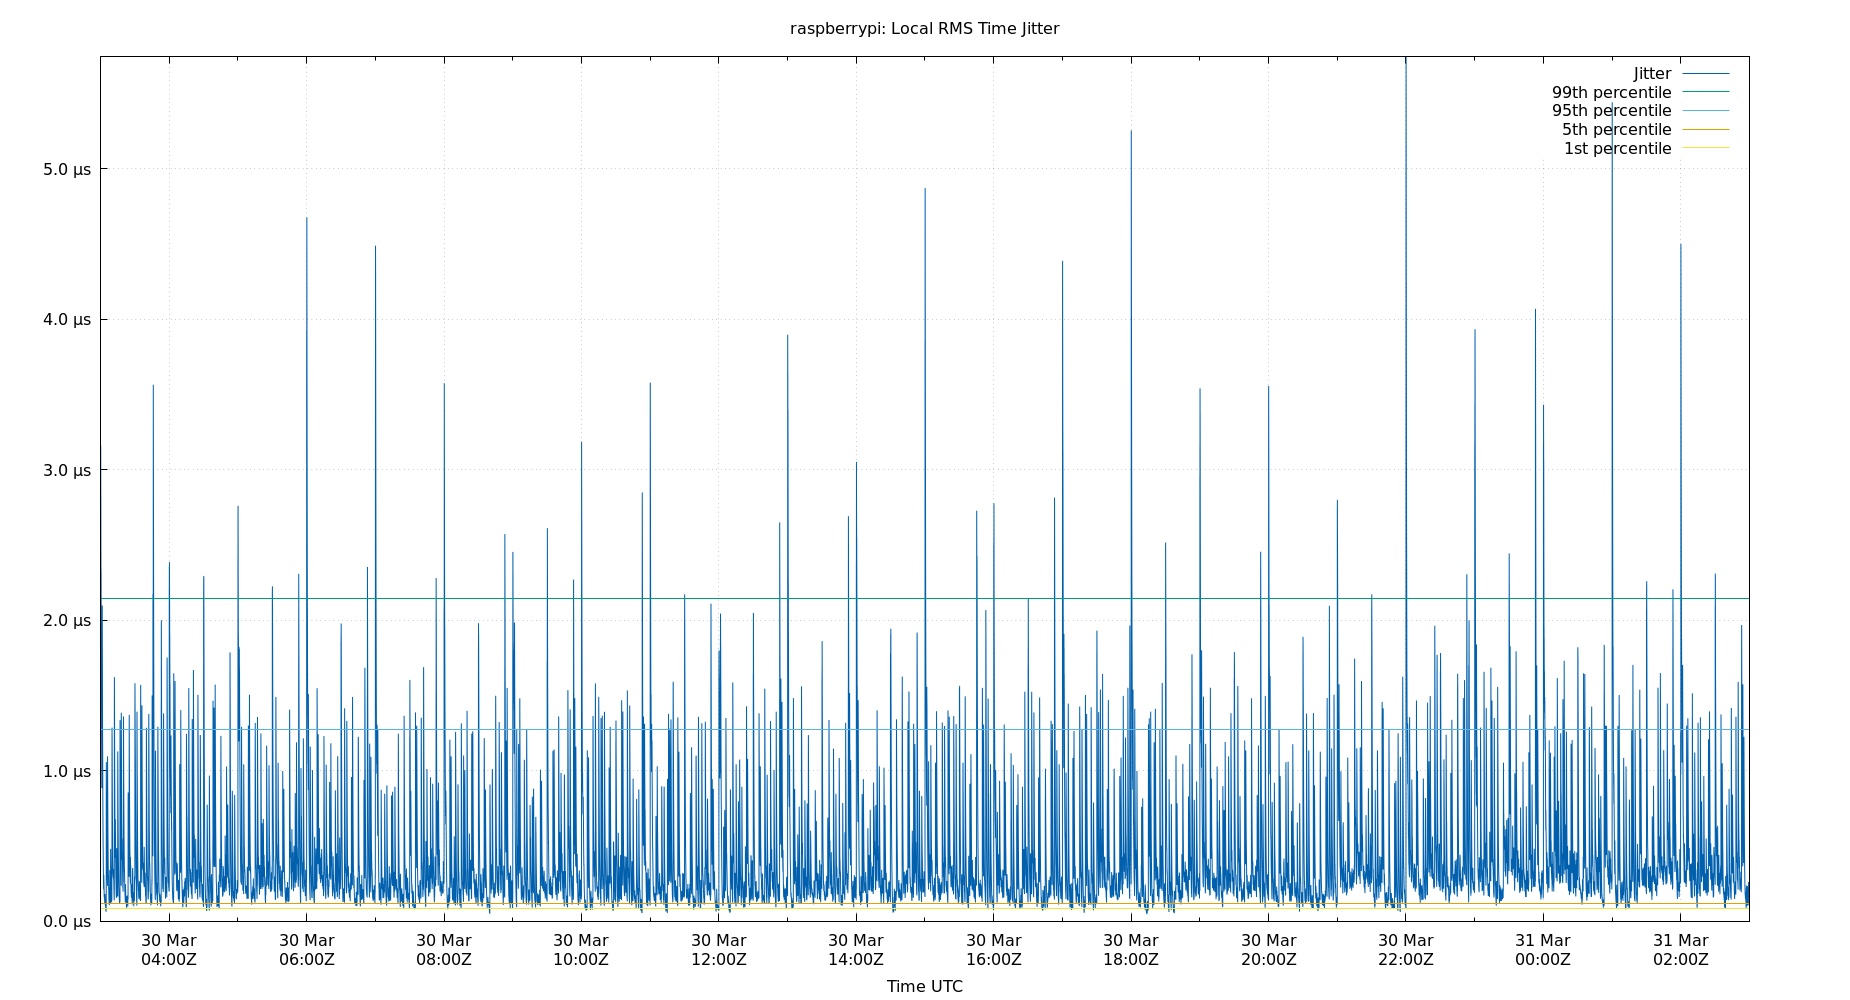 raspberrypi: Local RMS Time Jitter
Jitter
99th percentile
95th percentile
5th percentile
1st percentile
5.0 µs
4.0 µs
3.0 µs
2.0 µs
1.0 µs
0.0 µs
30 Mar 30 Mar 30 Mar 30 Mar 30 Mar 30 Mar 30 Mar 30 Mar 30 Mar 30 Mar 31 Mar 31 Mar
04:00Z 06:00Z 08:00Z 10:00Z 12:00Z 14:00Z 16:00Z 18:00Z 20:00Z 22:00Z 00:00Z 02:00Z
Time UTC